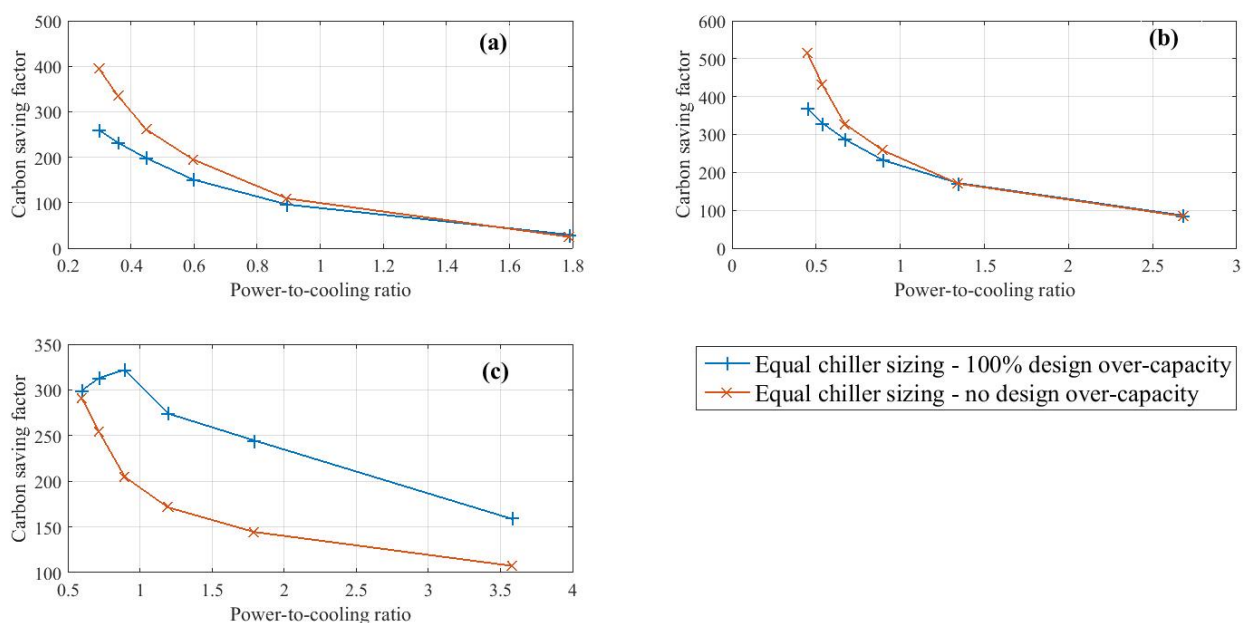 500
400
300
200
100
0
Carbon saving factor
(a)
0.2 0.4 0.6 0.8 1 1.2 1.4 1.6 1.8
Power-to-cooling ratio
600
500
400
300
200
100
0
Carbon saving factor
(b)
0 0.5 1 1.5 2 2.5 3
Power-to-cooling ratio
350
300
250
200
150
100
Carbon saving factor
(c)
0.5 1 1.5 2 2.5 3 3.5 4
Power-to-cooling ratio
Equal chiller sizing - 100% design over-capacity
Equal chiller sizing - no design over-capacity